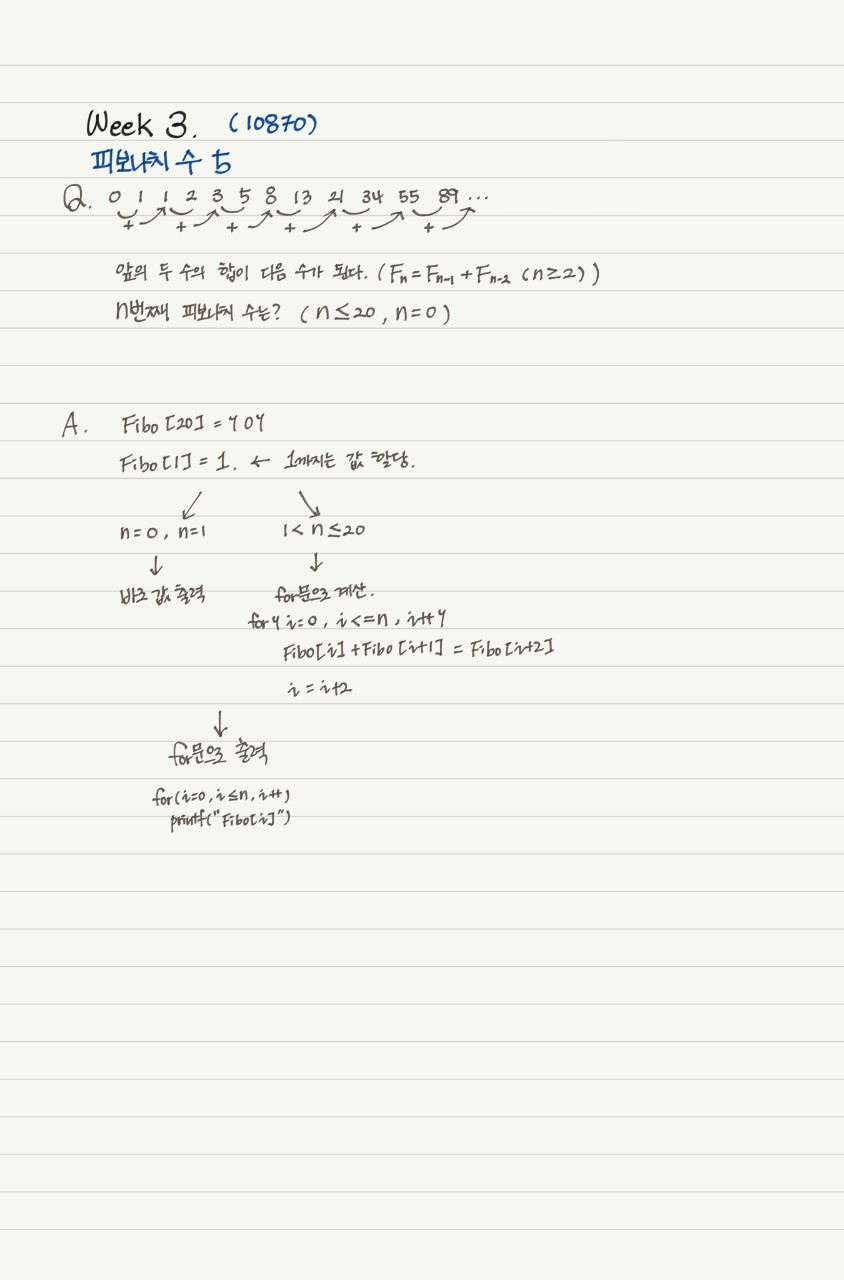 Week 3. (10870)
피보나치 수 5
Q. 0 1 1 2 3 5 8 13 21 34 55 89 ...
+ + + + + +
앞의 두 수의 합이 다음 수가 된다. (Fn = Fn-1 + Fn-2 (n≥2))
n번째 피보나치 수는? (n≤20, n=0)
A. Fibo [20] = {0}
Fibo [1] = 1. ← 1까지는 값 할당.
n=0, n=1 1< n ≤20
↓ ↓
바로 값 출력 for문으로 계산.
for{ i=0, i<=n, i++}
Fibo[i] + Fibo [i+1] = Fibo [i+2]
i = i+2
↓
for문으로 출력
for(i=0, i≤n, i++)
printf("Fibo[i]")